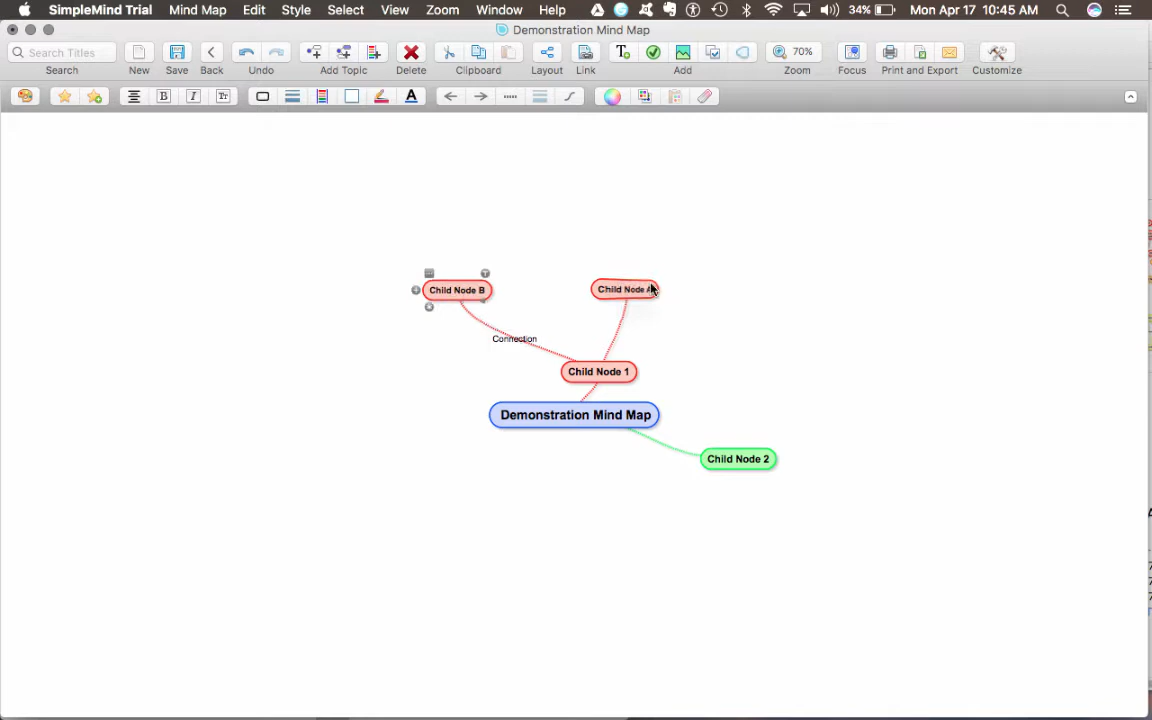 SimpleMind Trial Mind Map Edit Style Select View Zoom Window Help 34% Mon Apr 17 10:45 AM
Demonstration Mind Map
Search Titles 70%
Search New Save Back Undo Add Topic Delete Clipboard Layout Link Add Zoom Focus Print and Export Customize
B I Tr A
Child Node B
Child Node A
Connection
Child Node 1
Demonstration Mind Map
Child Node 2